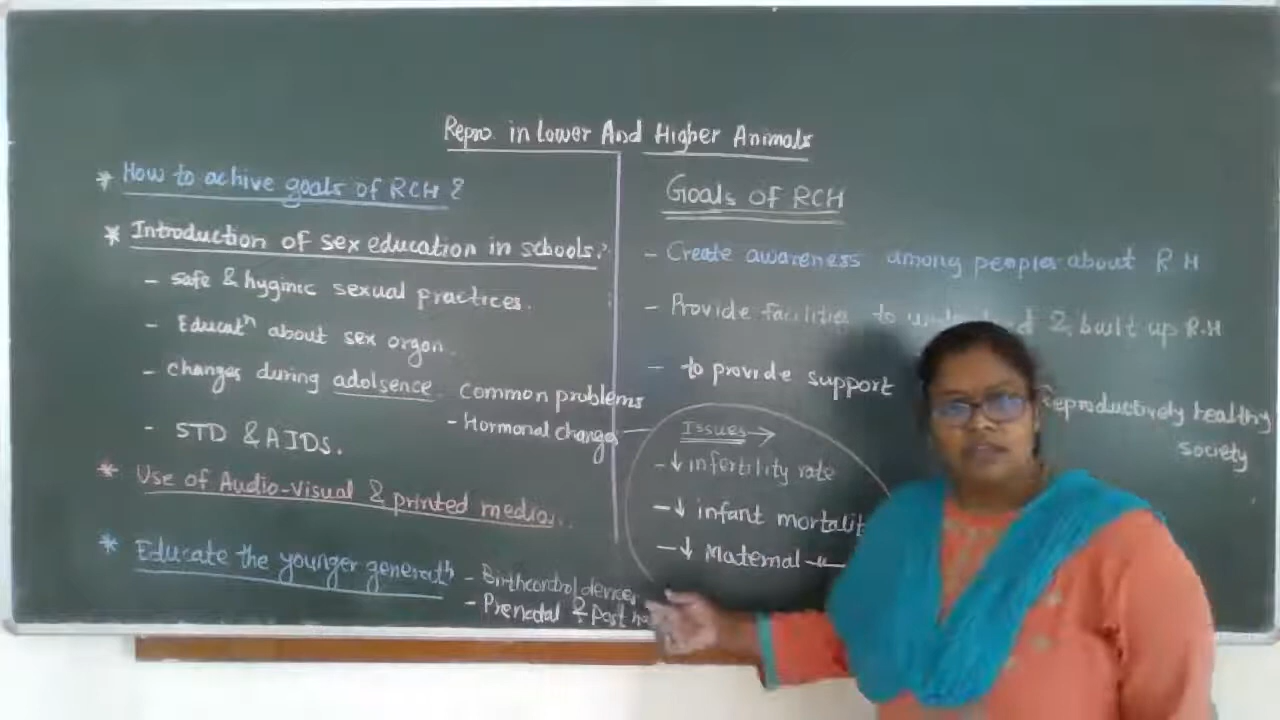 Repro in Lower And Higher Animals
* How to achive goals of RCH ?
* Introduction of sex education in schools.
- safe & hyginic sexual practices.
- Educatⁿ about sex organ.
- changes during adolsence. common problems
- Hormonal changes
- STD & AIDs.
* Use of Audio-Visual & printed media.
* Educate the younger generatⁿ - Birthcontrol devices
- Prenatal & Post
Goals of RCH
- Create awareness among peoples about R H
- Provide facilities to & built up R.H
- to provide support
Reproductively healthy
society
Issues →
- ↓ infertility rate
- ↓ infant mortalit
- ↓ Maternal - " -